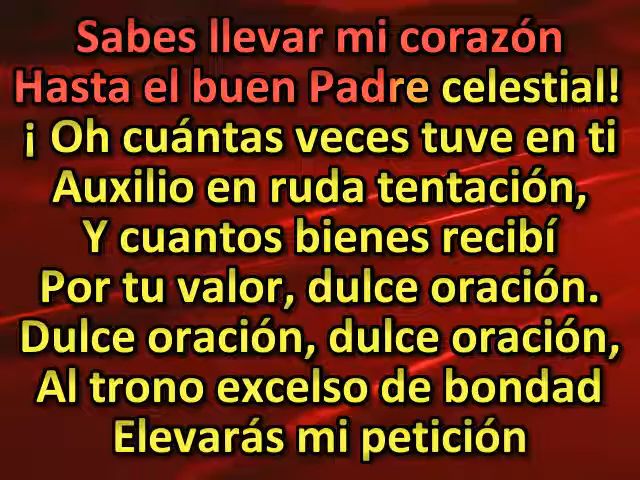 Sabes llevar mi corazón
Hasta el buen Padre celestial!
¡ Oh cuántas veces tuve en ti
Auxilio en ruda tentación,
Y cuantos bienes recibí
Por tu valor, dulce oración.
Dulce oración, dulce oración,
Al trono excelso de bondad
Elevarás mi petición